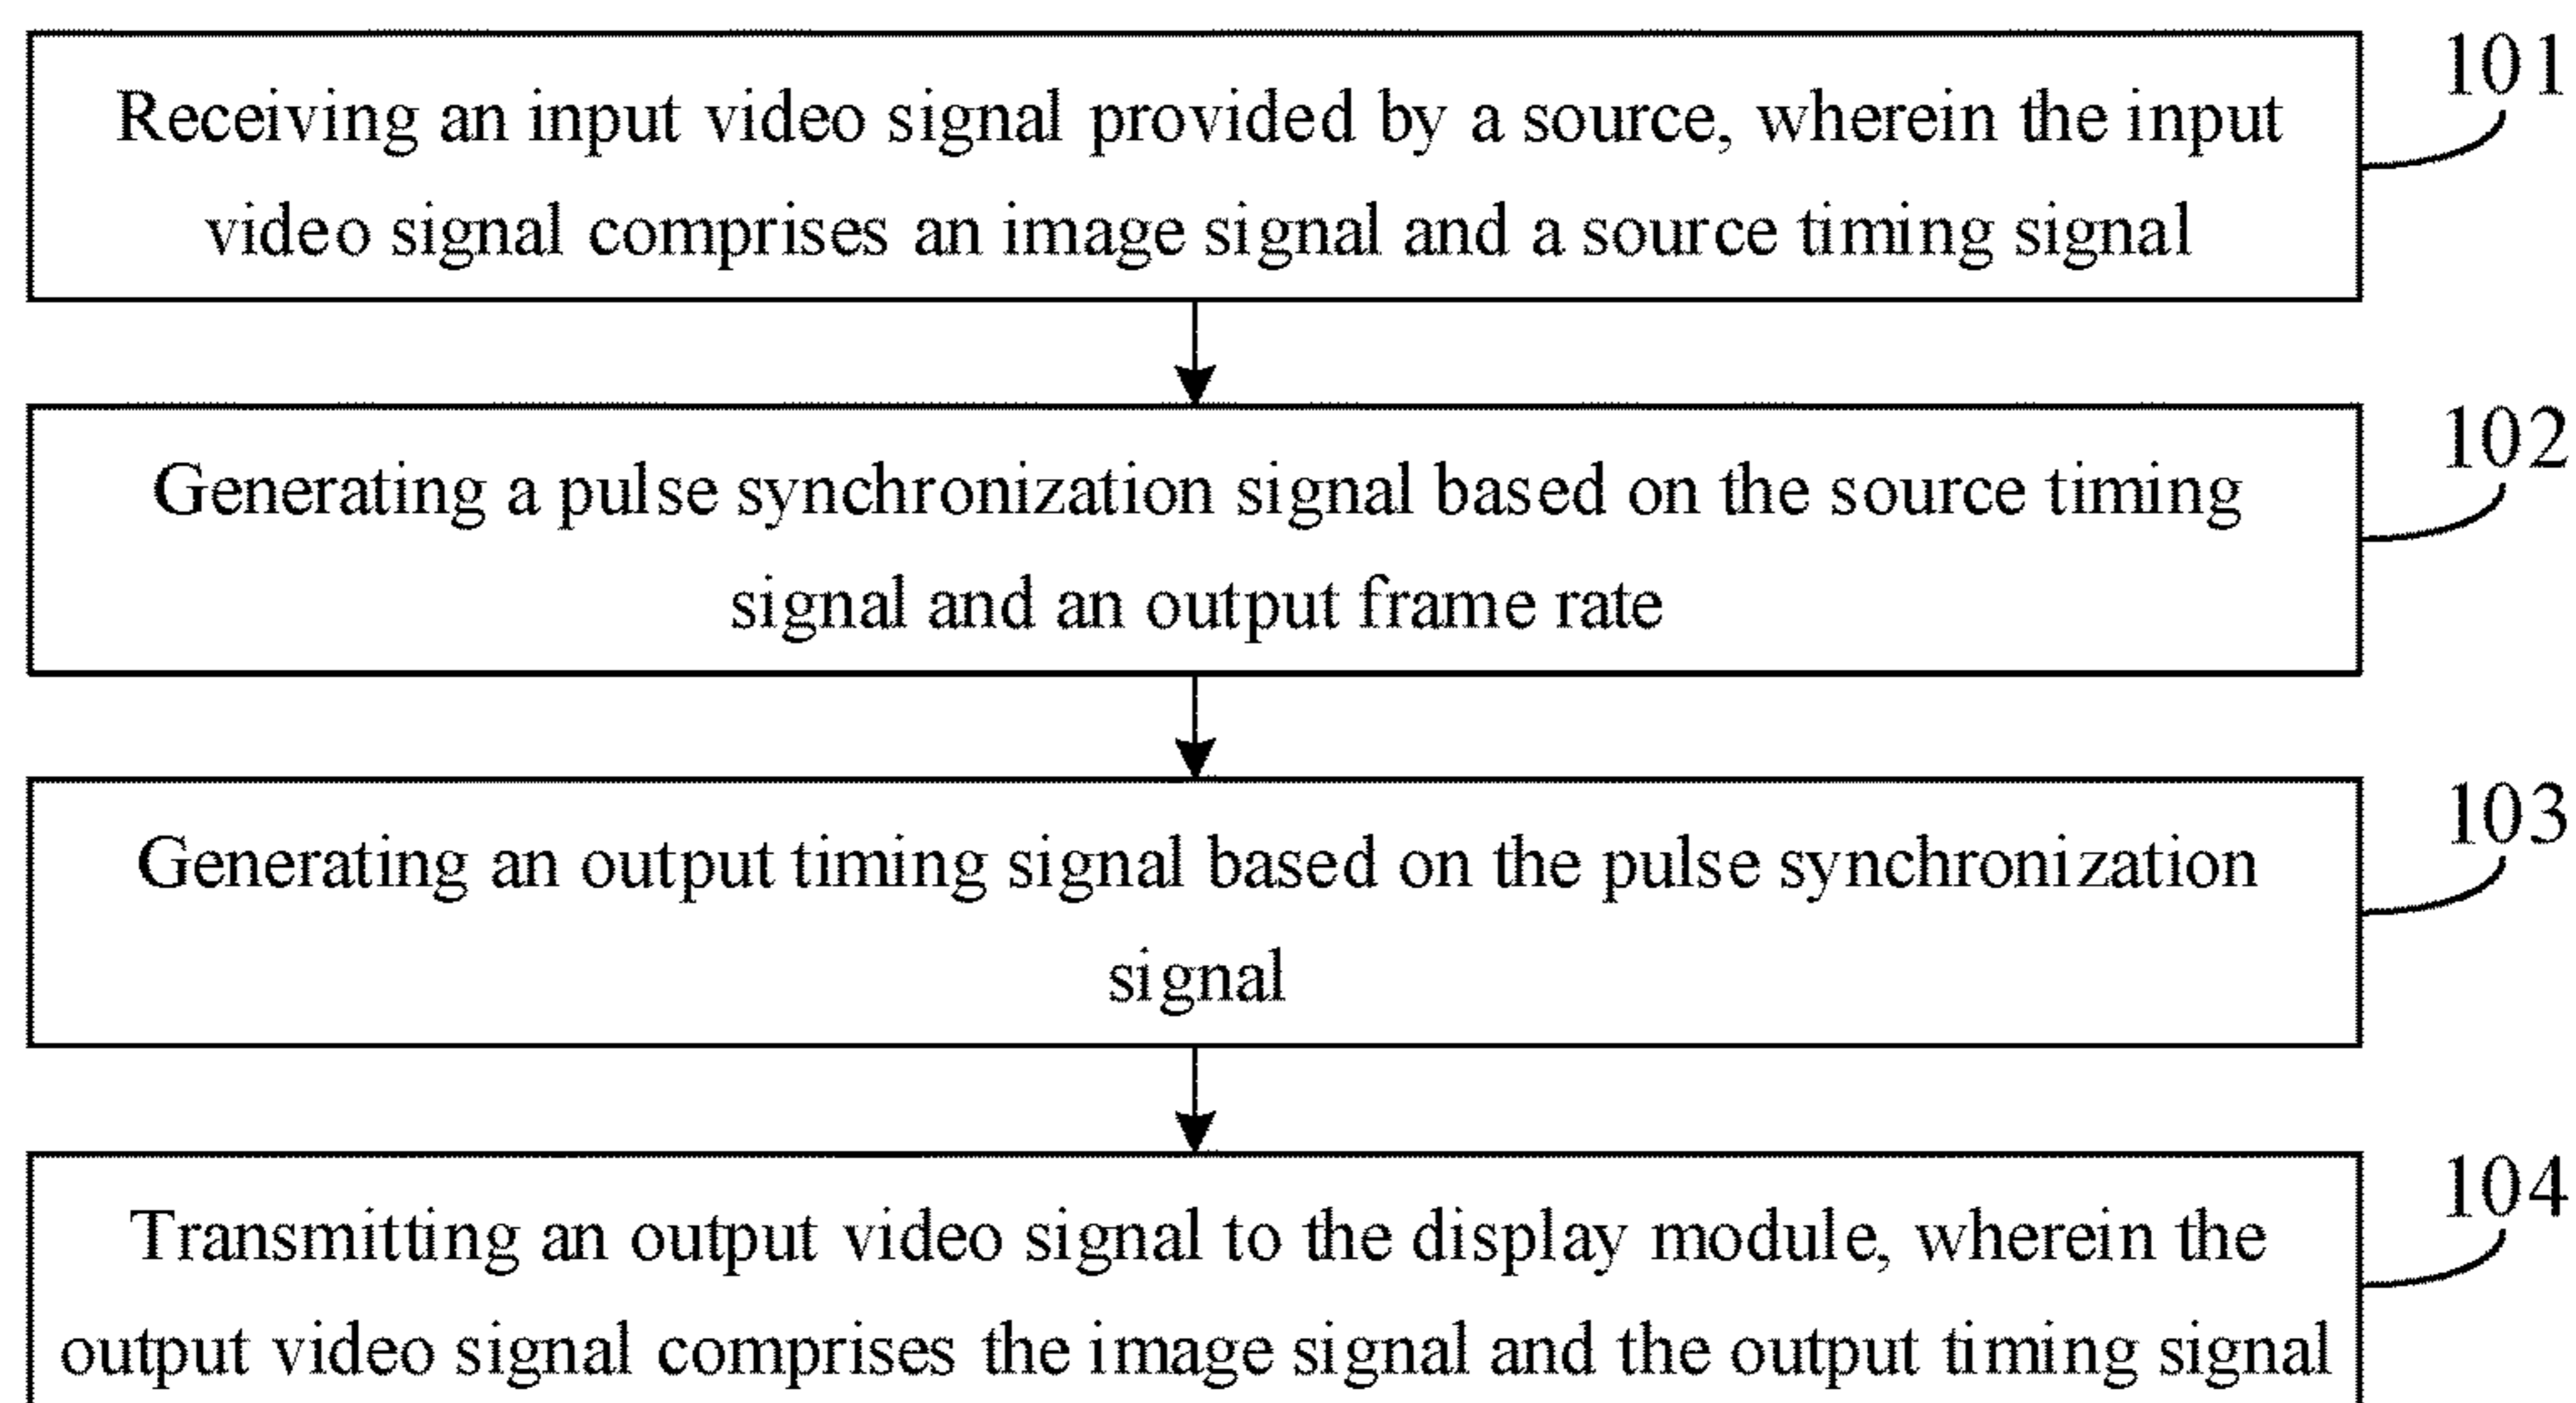 101
Receiving an input video signal provided by a source, wherein the input
video signal comprises an image signal and a source timing signal
102
Generating a pulse synchronization signal based on the source timing
signal and an output frame rate
103
Generating an output timing signal based on the pulse synchronization
signal
104
Transmitting an output video signal to the display module, wherein the
output video signal comprises the image signal and the output timing signal